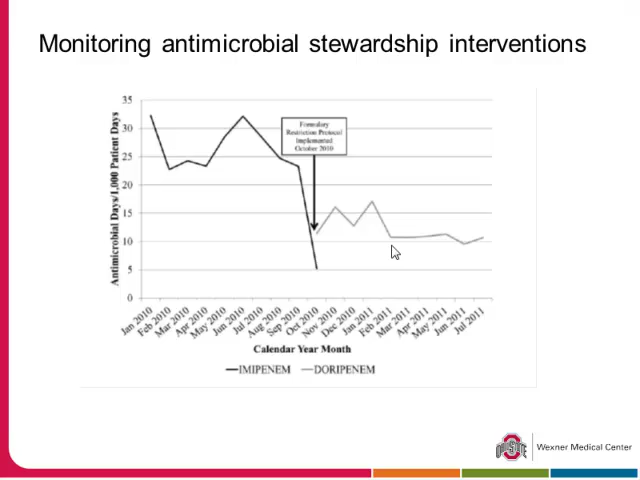 Monitoring antimicrobial stewardship interventions
35
30
25
20
15
10
5
0
Antimicrobial Days/1,000 Patient Days
Formulary
Restriction Protocol
Implemented
October 2010
Jan 2010
Feb 2010
Mar 2010
Apr 2010
May 2010
Jun 2010
Jul 2010
Aug 2010
Sep 2010
Oct 2010
Nov 2010
Dec 2010
Jan 2011
Feb 2011
Mar 2011
Apr 2011
May 2011
Jun 2011
Jul 2011
Calendar Year Month
IMIPENEM
DORIPENEM
OHIO STATE
Wexner Medical Center